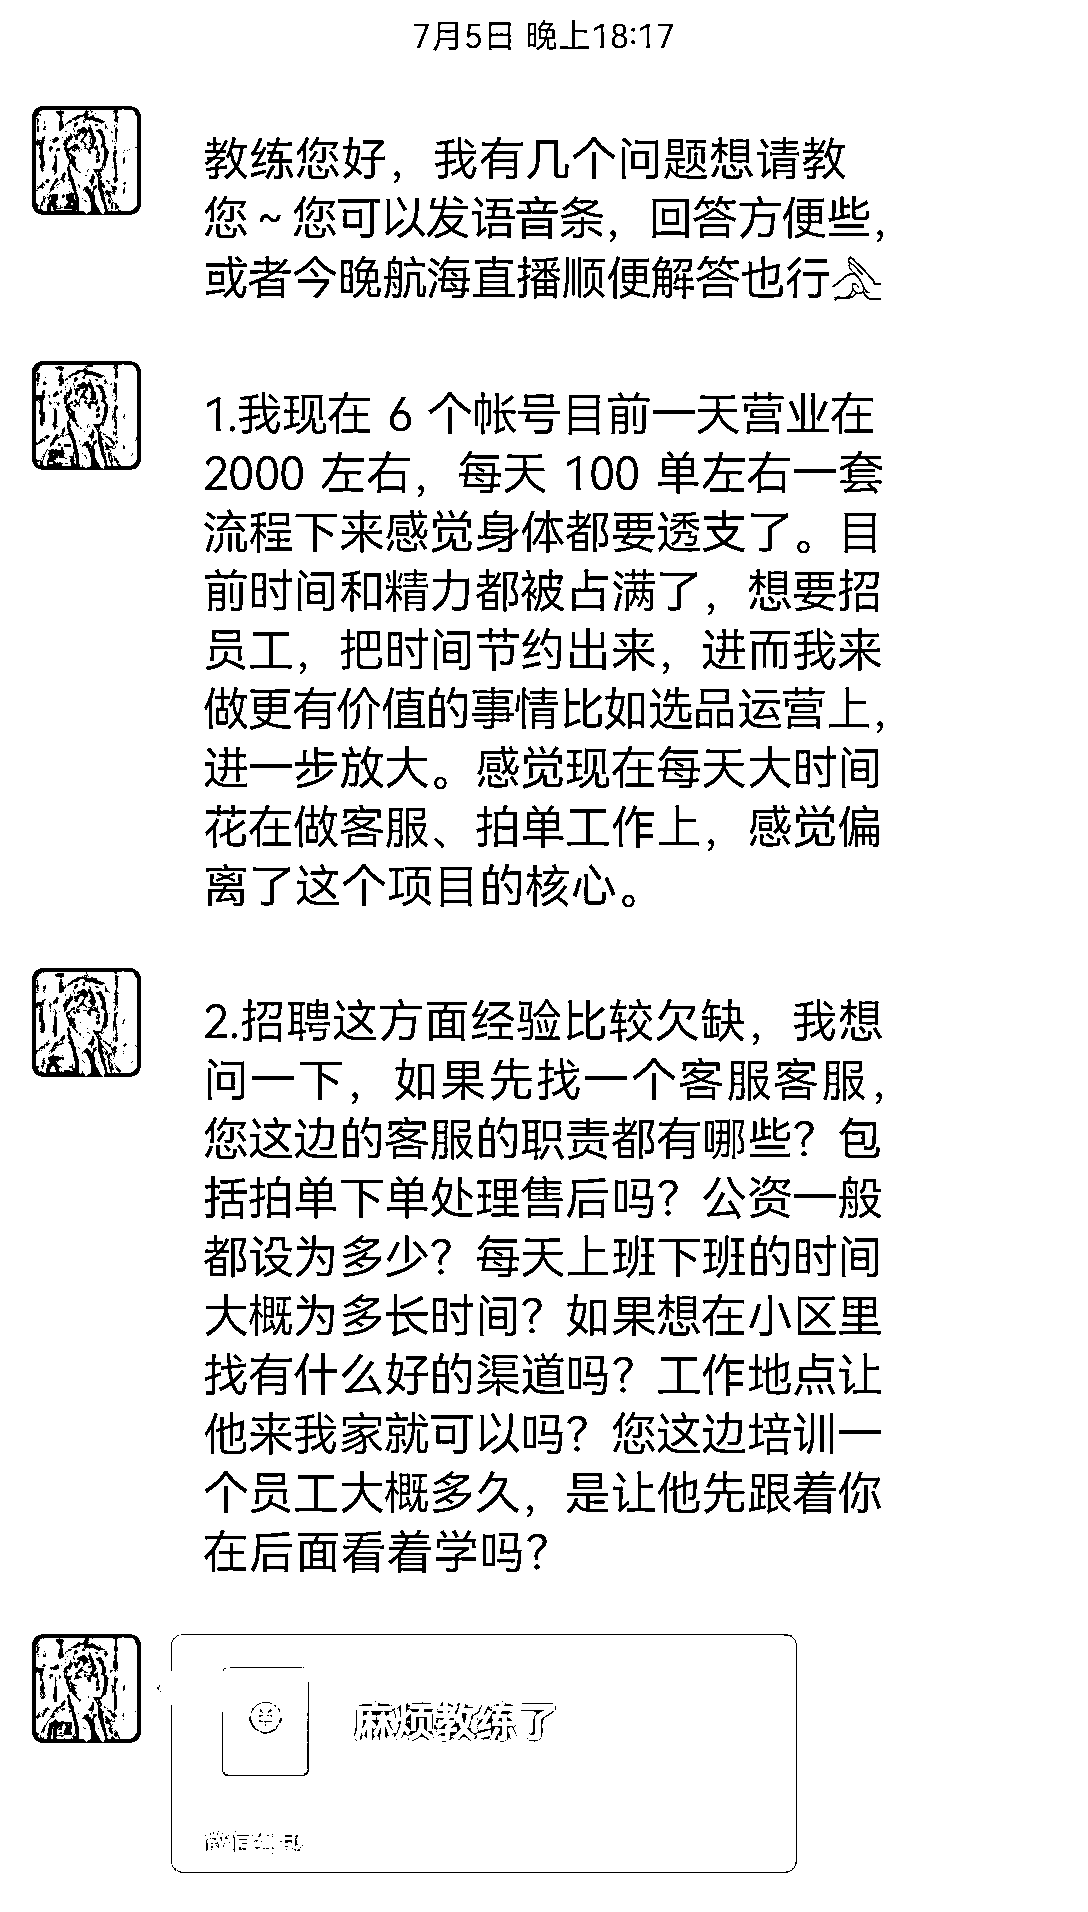 7月5日 晚上18:17
教练您好，我有几个问题想请教
您~您可以发语音条，回答方便些，
或者今晚航海直播顺便解答也行🙏
1.我现在 6 个帐号目前一天营业在
2000 左右，每天 100 单左右一套
流程下来感觉身体都要透支了。目
前时间和精力都被占满了，想要招
员工，把时间节约出来，进而我来
做更有价值的事情比如选品运营上，
进一步放大。感觉现在每天大时间
花在做客服、拍单工作上，感觉偏
离了这个项目的核心。
2.招聘这方面经验比较欠缺，我想
问一下，如果先找一个客服客服，
您这边的客服的职责都有哪些？包
括拍单下单处理售后吗？公资一般
都设为多少？每天上班下班的时间
大概为多长时间？如果想在小区里
找有什么好的渠道吗？工作地点让
他来我家就可以吗？您这边培训一
个员工大概多久，是让他先跟着你
在后面看着学吗？
麻烦教练了
微信红包